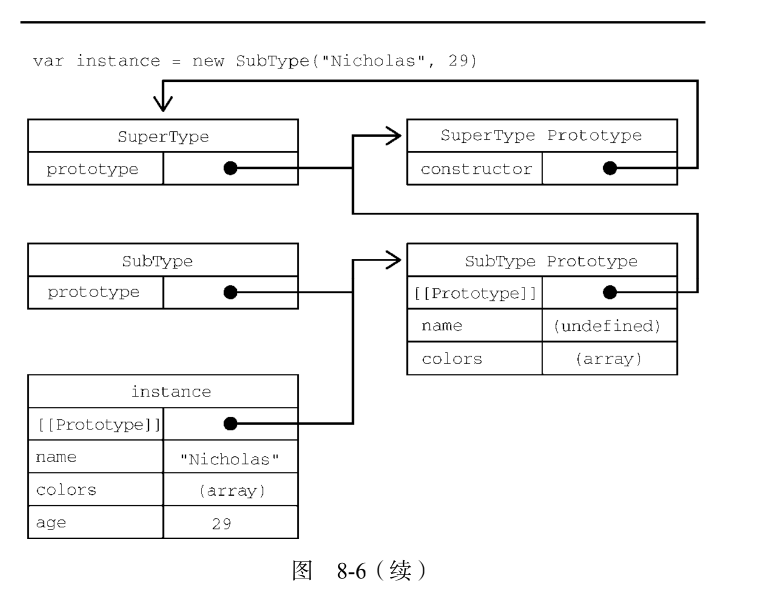 var instance = new SubType("Nicholas", 29)
SuperType
prototype
SuperType Prototype
constructor
SubType
prototype
SubType Prototype
[[Prototype]]
name (undefined)
colors (array)
instance
[[Prototype]]
name "Nicholas"
colors (array)
age 29
图 8-6（续）